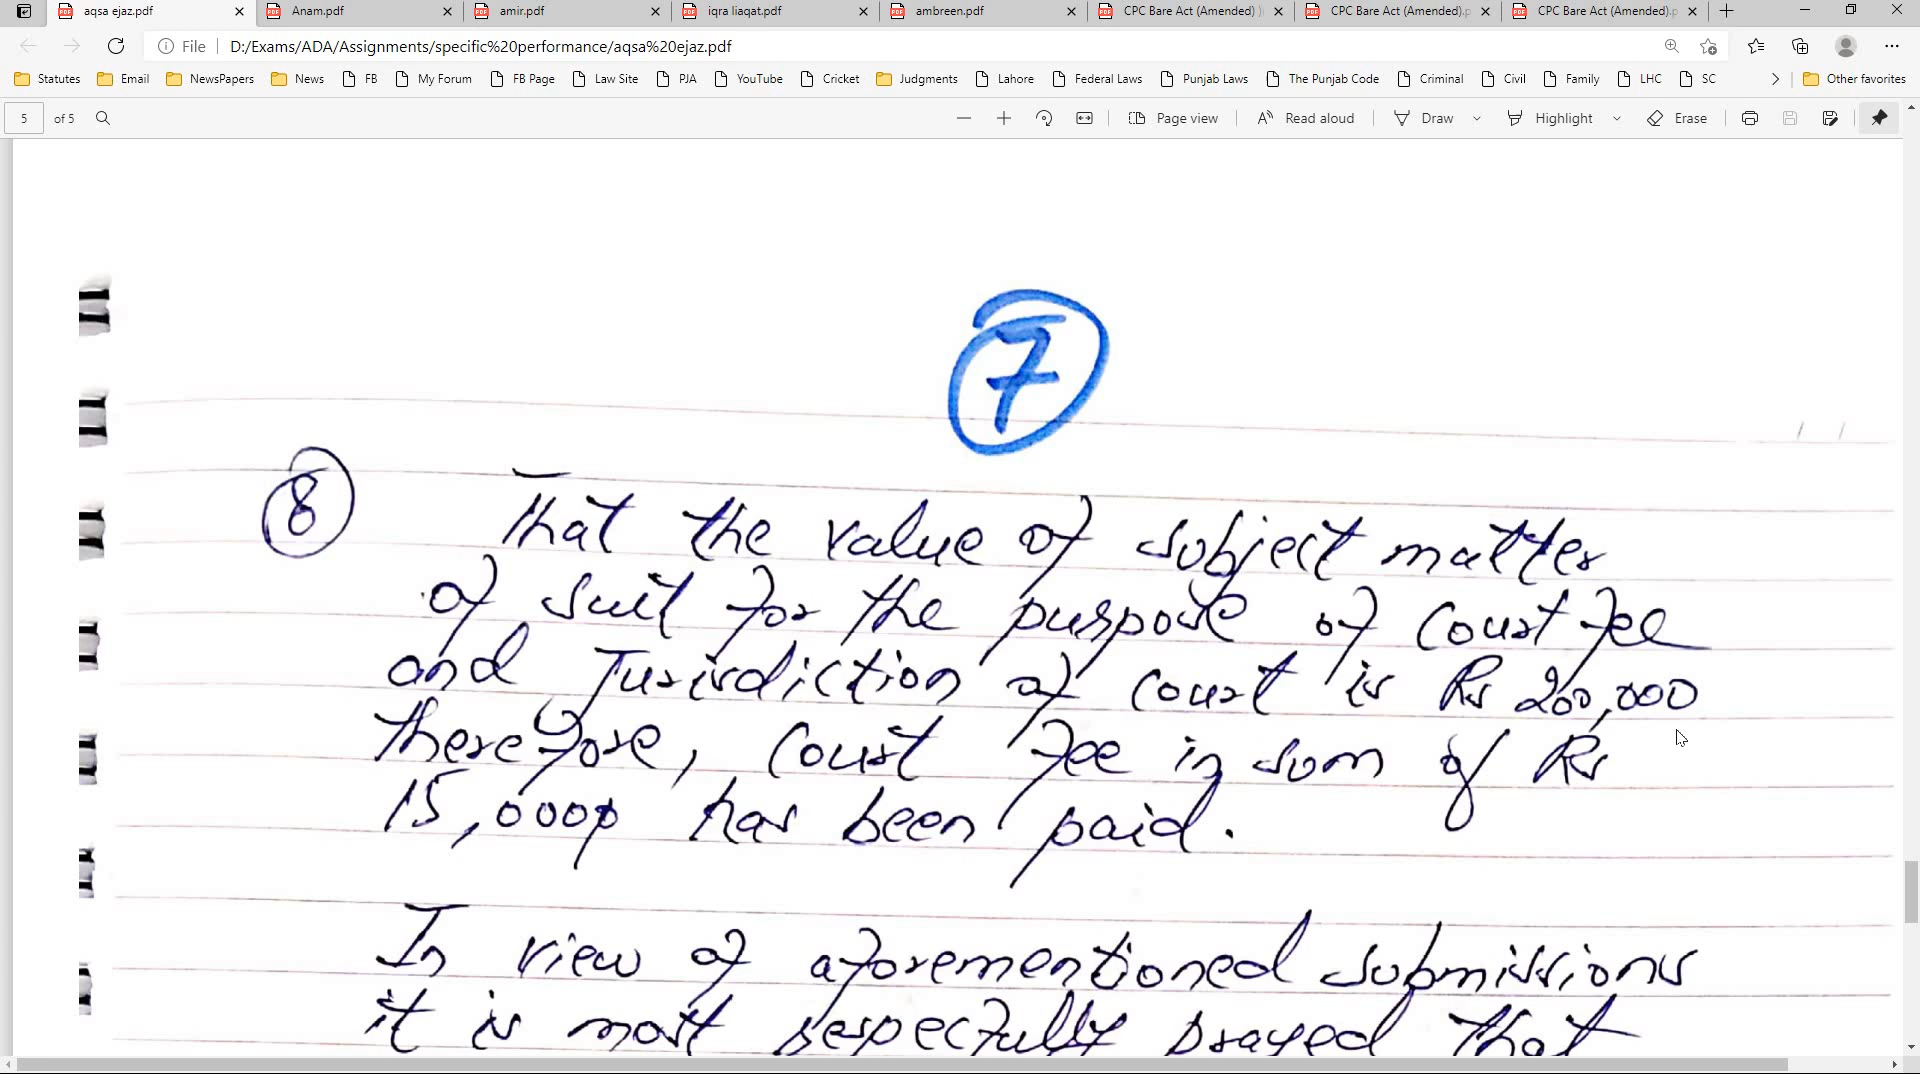 aqsa ejaz.pdf
Anam.pdf
amir.pdf
iqra liaqat.pdf
ambreen.pdf
CPC Bare Act (Amended)
CPC Bare Act (Amended).p
CPC Bare Act (Amended).p
File D:/Exams/ADA/Assignments/specific%20performance/aqsa%20ejaz.pdf
Statutes Email NewsPapers News FB My Forum FB Page Law Site PJA YouTube Cricket Judgments Lahore Federal Laws Punjab Laws The Punjab Code Criminal Civil Family LHC SC Other favorites
5 of 5 Page view Read aloud Draw Highlight Erase
7
8 That the value of subject matter
of suit for the purpose of court fee
and Jurisdiction of court is Rs 200,000
therefore, court fee in sum of Rs
15,000p has been paid.
In view of aforementioned submissions
it is most respectfully prayed that